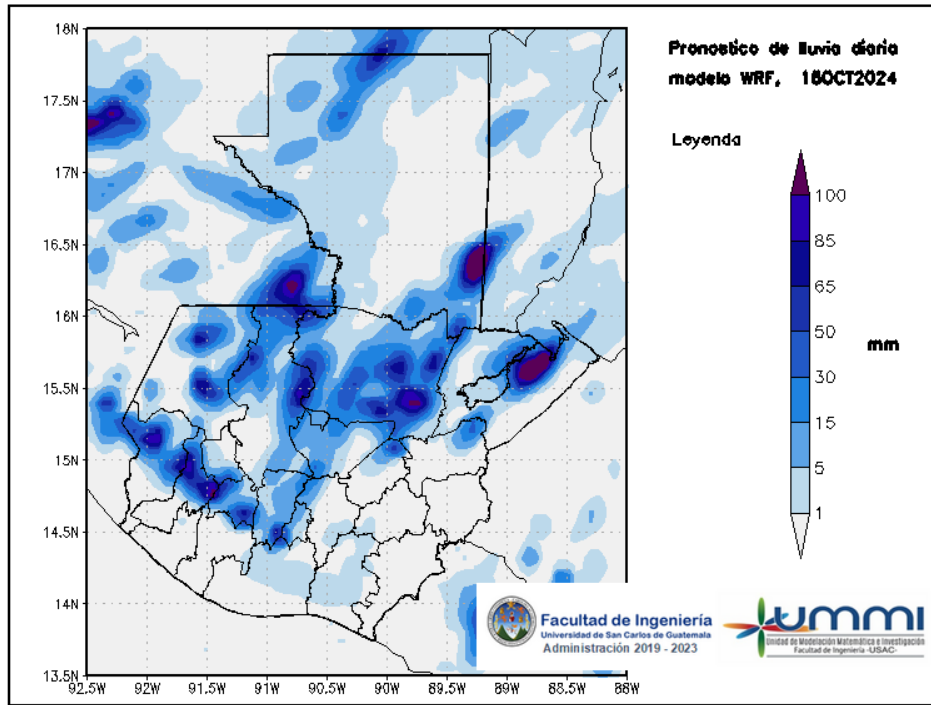 Pronostico de lluvia diaria
modelo WRF, 16OCT2024
Leyenda
100
85
65
50
30
15
5
1
mm
18N
17.5N
17N
16.5N
16N
15.5N
15N
14.5N
14N
13.5N
92.5W 92W 91.5W 91W 90.5W 90W 89.5W 89W 88.5W 88W
Facultad de Ingeniería
Universidad de San Carlos de Guatemala
Administración 2019 - 2023
ummi
Unidad de Modelación Matemática e Investigación
Facultad de Ingeniería -USAC-